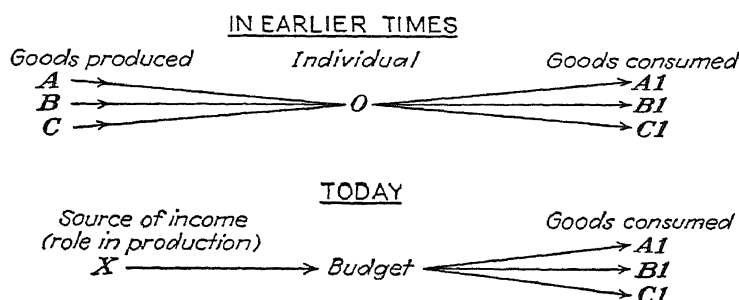 IN EARLIER TIMES
Goods produced Individual Goods consumed
A A1
B O B1
C C1
TODAY
Source of income Goods consumed
(role in production) A1
X Budget B1
C1